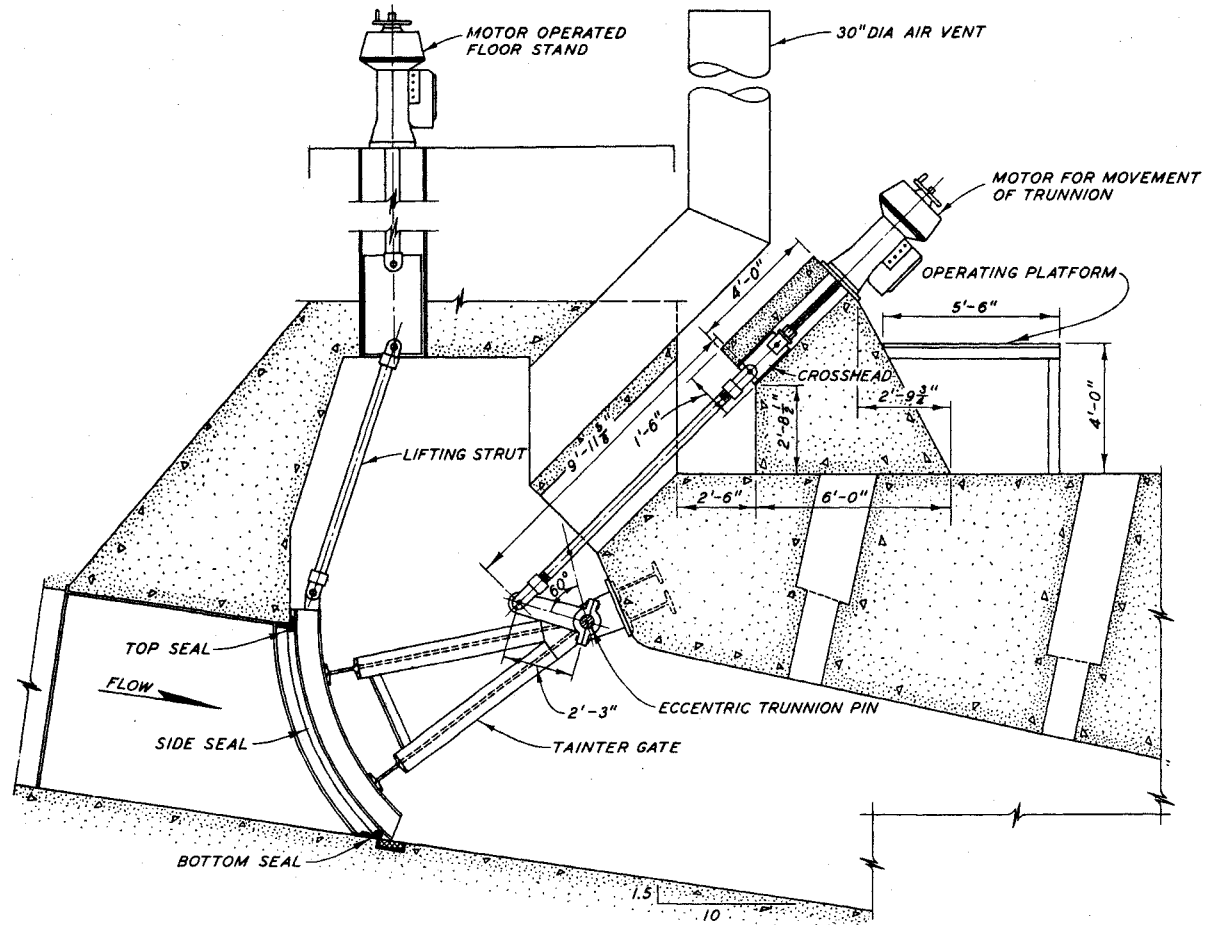 MOTOR OPERATED
FLOOR STAND
30" DIA AIR VENT
MOTOR FOR MOVEMENT
OF TRUNNION
OPERATING PLATFORM
4'-0"
5'-6"
CROSSHEAD
2'-9 3/4"
4'-0"
2'-8 1/2"
1'-6"
9'-11 5/8"
LIFTING STRUT
2'-6"
6'-0"
60°
TOP SEAL
FLOW
2'-3"
ECCENTRIC TRUNNION PIN
SIDE SEAL
TAINTER GATE
BOTTOM SEAL
1.5
10